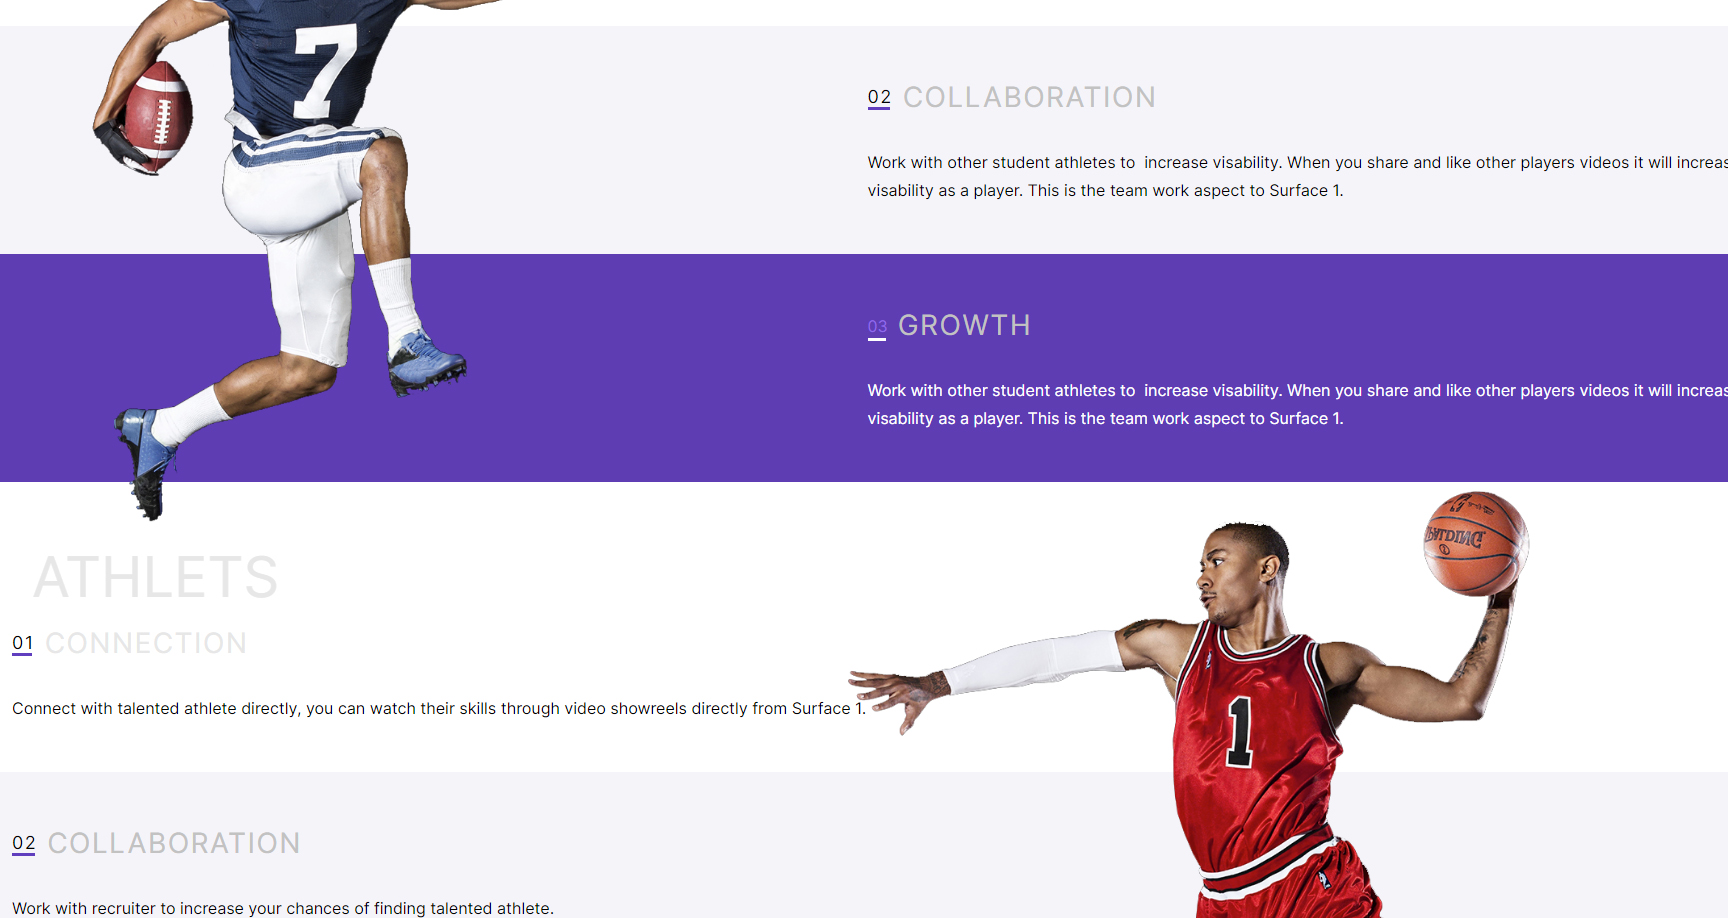 7
02 COLLABORATION
Work with other student athletes to  increase visability. When you share and like other players videos it will increas
visability as a player. This is the team work aspect to Surface 1.
03 GROWTH
Work with other student athletes to  increase visability. When you share and like other players videos it will increas
visability as a player. This is the team work aspect to Surface 1.
ATHLETS
01 CONNECTION
Connect with talented athlete directly, you can watch their skills through video showreels directly from Surface 1.
1
02 COLLABORATION
Work with recruiter to increase your chances of finding talented athlete.